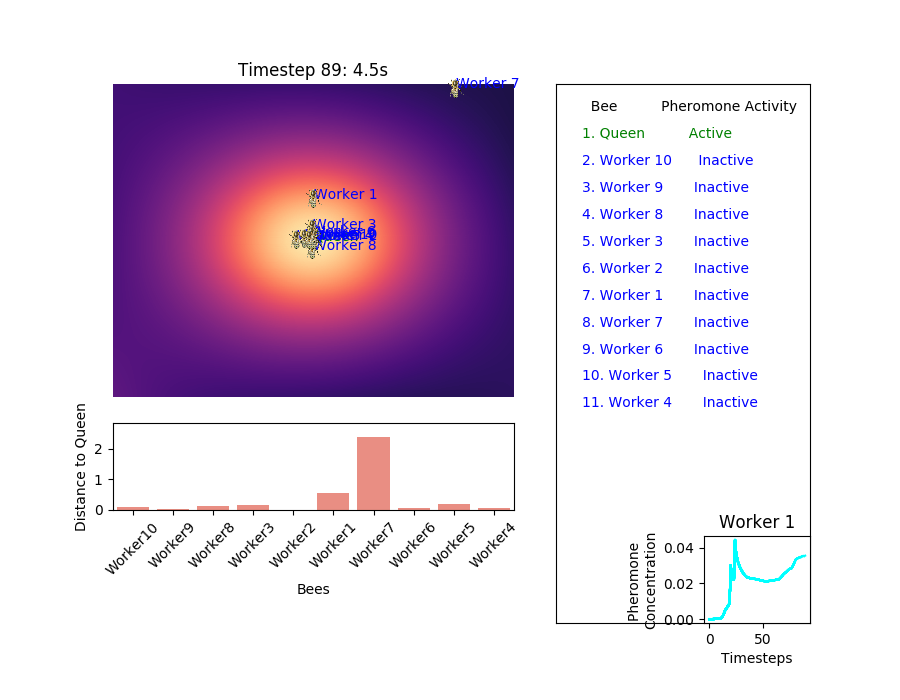 Timestep 89: 4.5s
Worker 7
Worker 1
Worker 3
Worker 8
Distance to Queen
2
1
0
Worker10
Worker9
Worker8
Worker3
Worker2
Worker1
Worker7
Worker6
Worker5
Worker4
Bees
Bee Pheromone Activity
1. Queen Active
2. Worker 10 Inactive
3. Worker 9 Inactive
4. Worker 8 Inactive
5. Worker 3 Inactive
6. Worker 2 Inactive
7. Worker 1 Inactive
8. Worker 7 Inactive
9. Worker 6 Inactive
10. Worker 5 Inactive
11. Worker 4 Inactive
Worker 1
Pheromone
Concentration
0.04
0.02
0.00
0 50
Timesteps